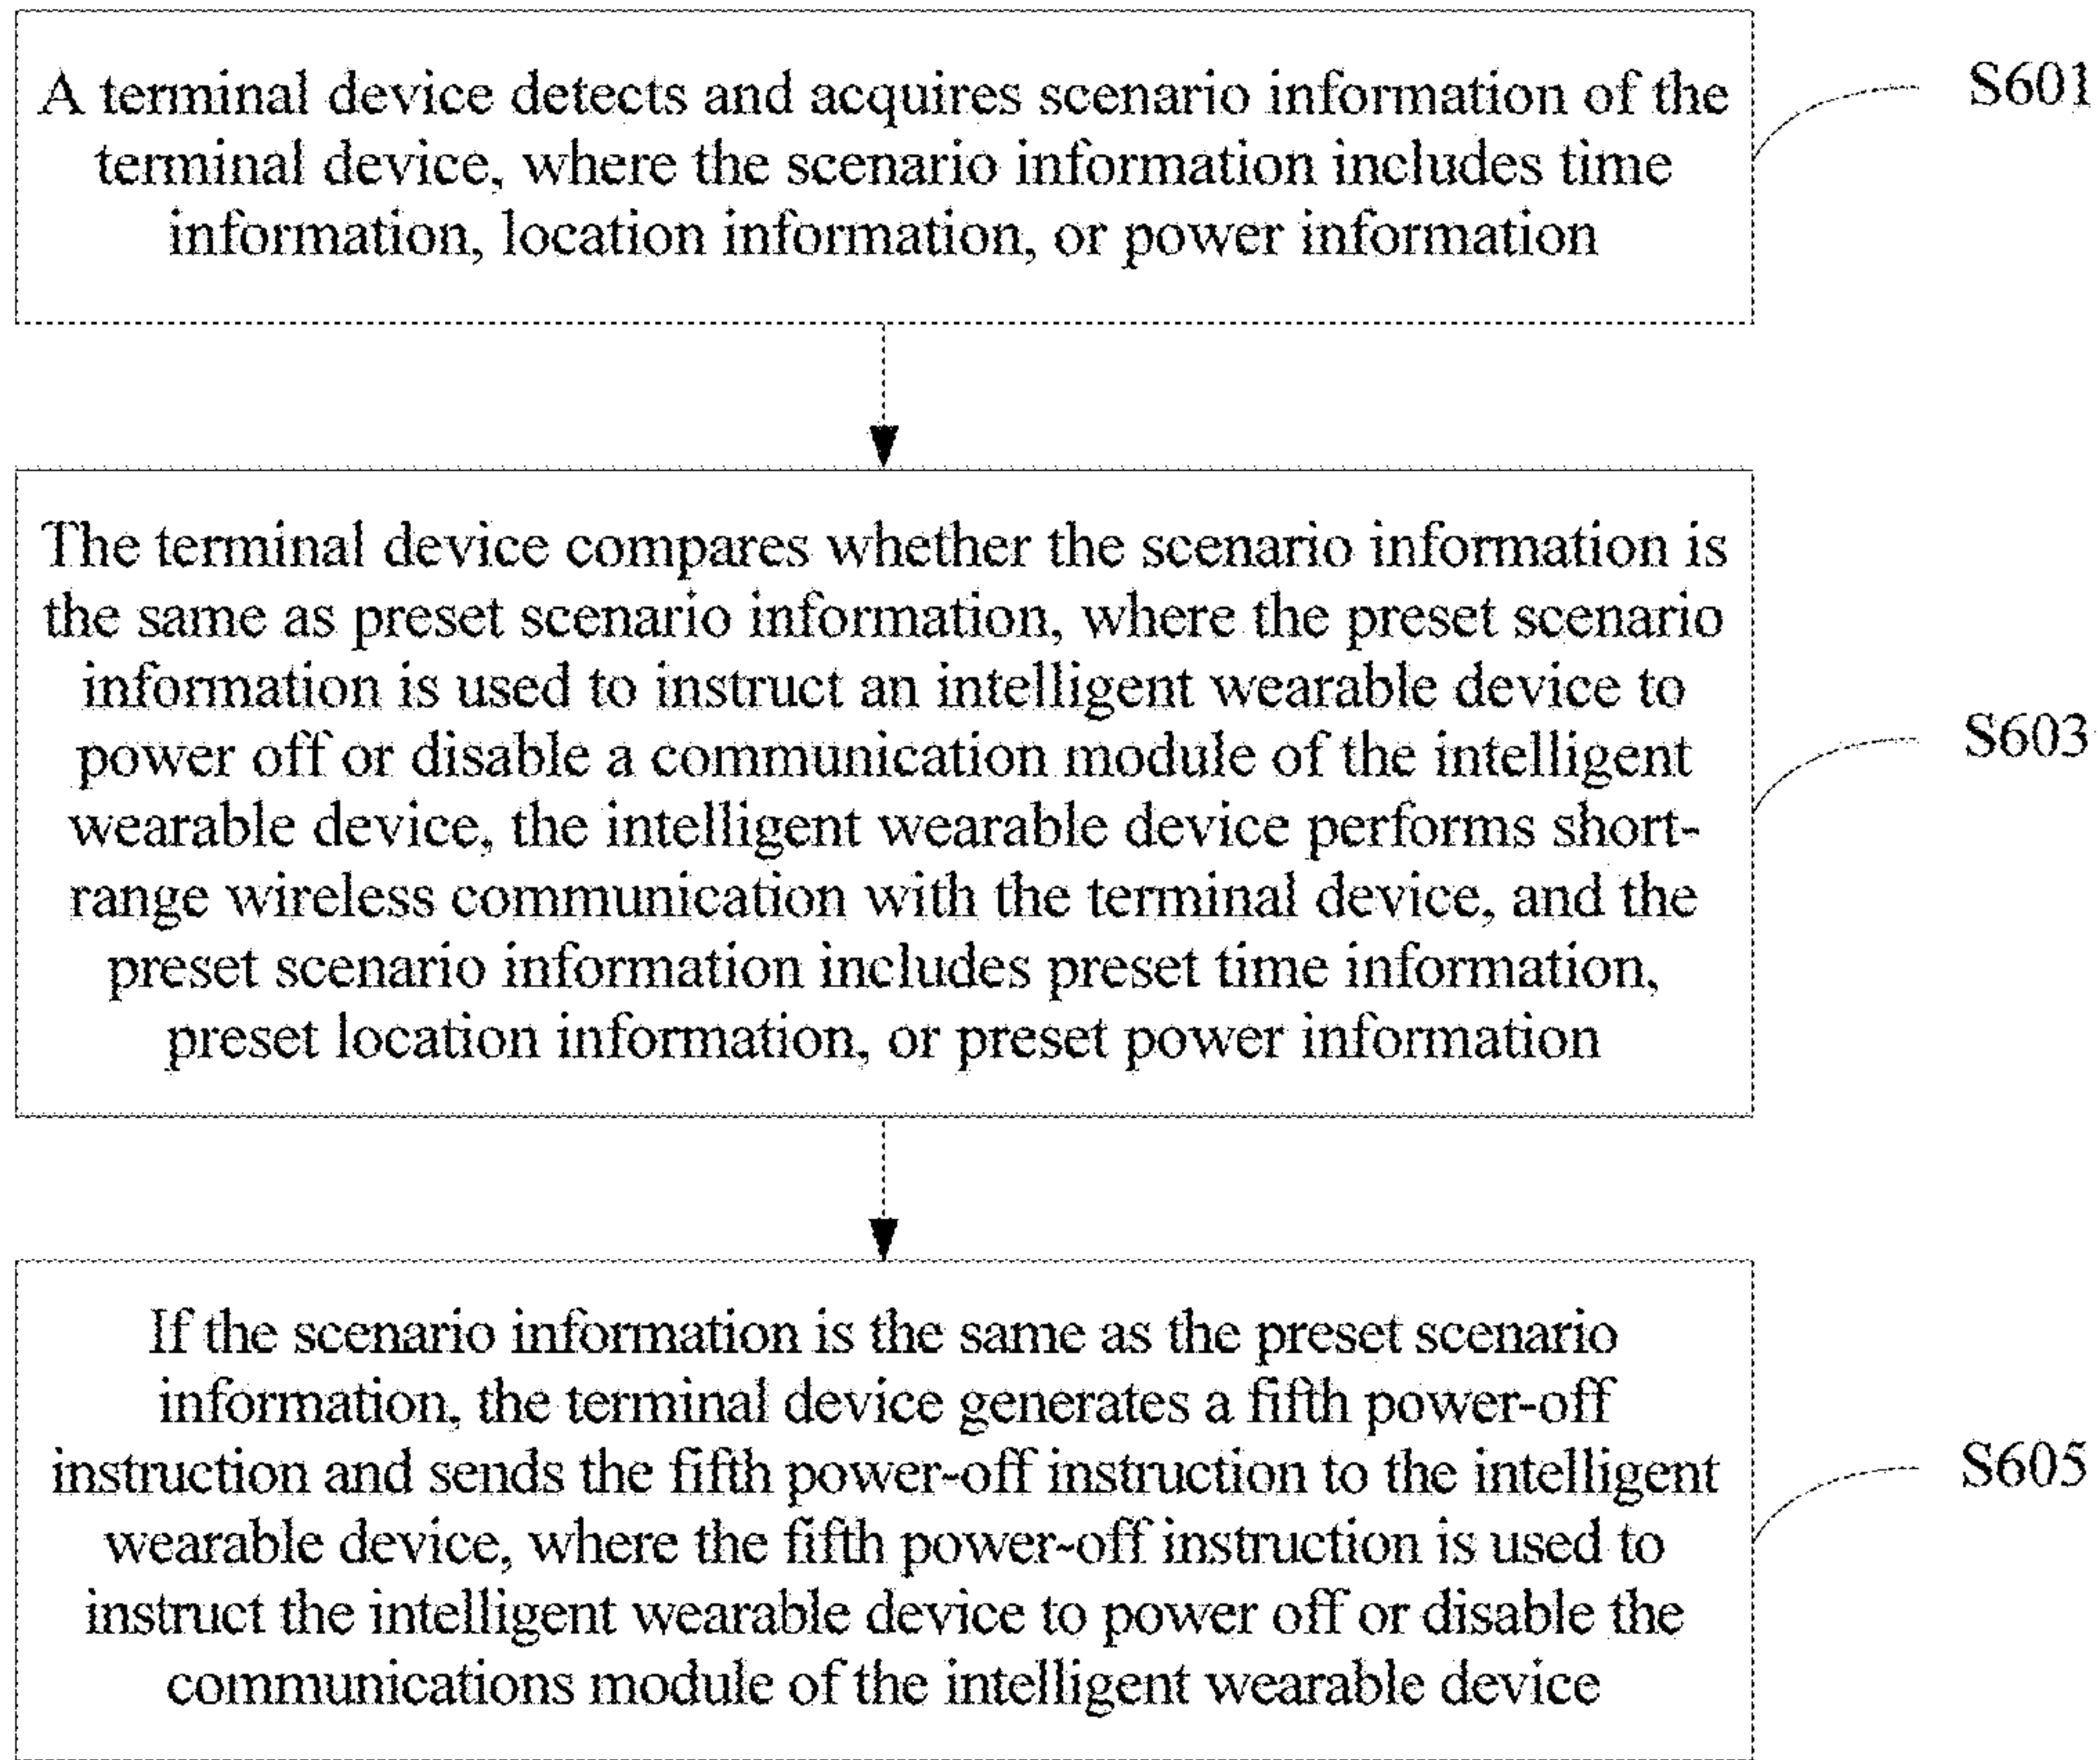 A terminal device detects and acquires scenario information of the
terminal device, where the scenario information includes time
information, location information, or power information
S601
The terminal device compares whether the scenario information is
the same as preset scenario information, where the preset scenario
information is used to instruct an intelligent wearable device to
power off or disable a communication module of the intelligent
wearable device, the intelligent wearable device performs short-
range wireless communication with the terminal device, and the
preset scenario information includes preset time information,
preset location information, or preset power information
S603
If the scenario information is the same as the preset scenario
information, the terminal device generates a fifth power-off
instruction and sends the fifth power-off instruction to the intelligent
wearable device, where the fifth power-off instruction is used to
instruct the intelligent wearable device to power off or disable the
communications module of the intelligent wearable device
S605